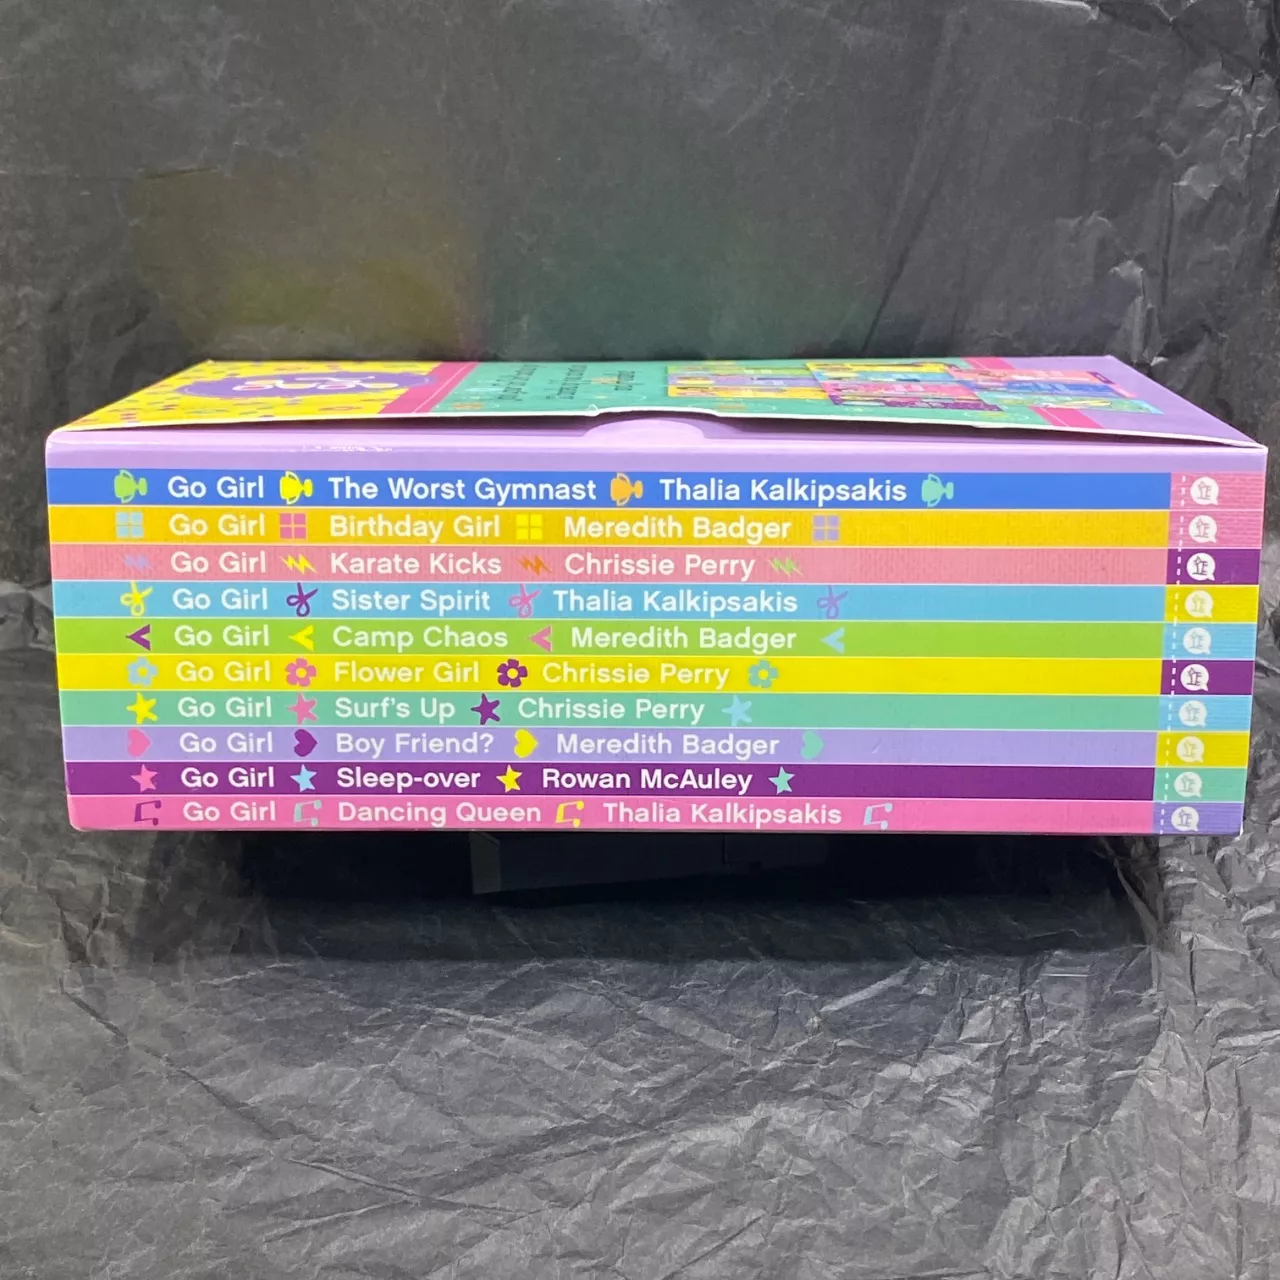 Go Girl The Worst Gymnast Thalia Kalkipsakis
Go Girl Birthday Girl Meredith Badger
Go Girl Karate Kicks Chrissie Perry
Go Girl Sister Spirit Thalia Kalkipsakis
Go Girl Camp Chaos Meredith Badger
Go Girl Flower Girl Chrissie Perry
Go Girl Surf's Up Chrissie Perry
Go Girl Boy Friend? Meredith Badger
Go Girl Sleep-over Rowan McAuley
Go Girl Dancing Queen Thalia Kalkipsakis